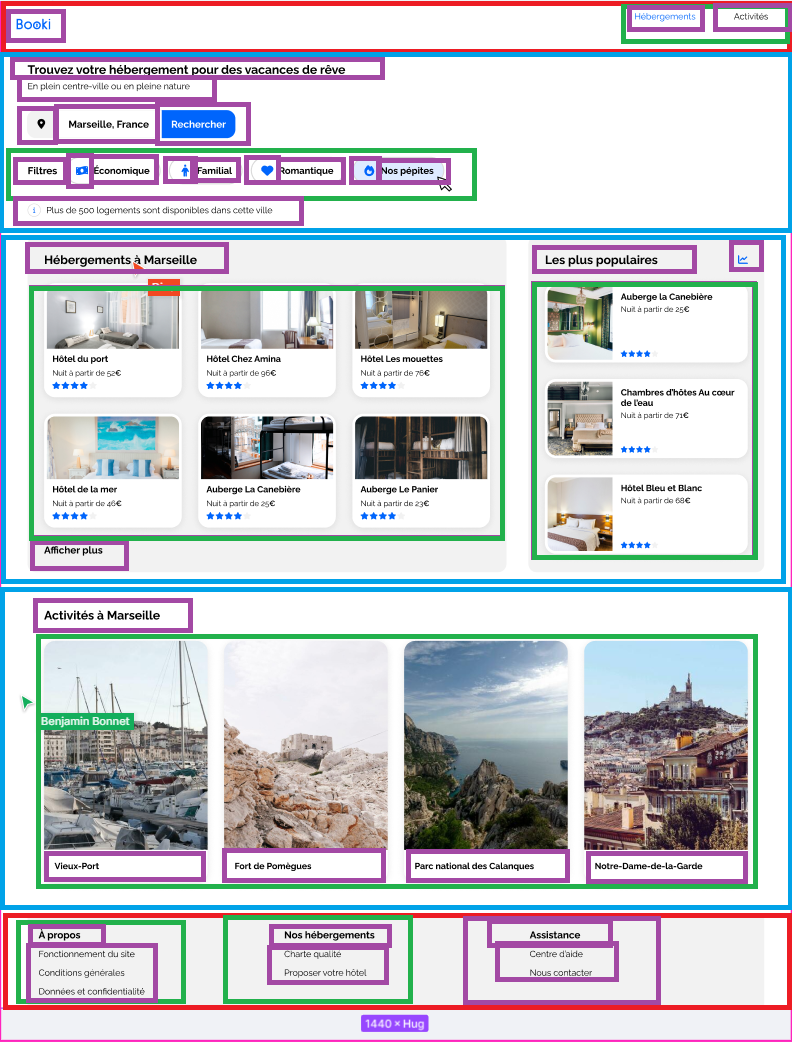 Booki
Hébergements
Activités
Trouvez votre hébergement pour des vacances de rêve
En plein centre-ville ou en pleine nature
Marseille, France
Rechercher
Filtres
Économique
Familial
Romantique
Nos pépites
Plus de 500 logements sont disponibles dans cette ville
Hébergements à Marseille
Hôtel du port
Nuit à partir de 52€
Hôtel Chez Amina
Nuit à partir de 96€
Hôtel Les mouettes
Nuit à partir de 76€
Hôtel de la mer
Nuit à partir de 46€
Auberge La Canebière
Nuit à partir de 25€
Auberge Le Panier
Nuit à partir de 23€
Afficher plus
Les plus populaires
Auberge la Canebière
Nuit à partir de 25€
Chambres d'hôtes Au cœur
de l'eau
Nuit à partir de 71€
Hôtel Bleu et Blanc
Nuit à partir de 68€
Activités à Marseille
Benjamin Bonnet
Vieux-Port
Fort de Pomègues
Parc national des Calanques
Notre-Dame-de-la-Garde
À propos
Fonctionnement du site
Conditions générales
Données et confidentialité
Nos hébergements
Charte qualité
Proposer votre hôtel
Assistance
Centre d'aide
Nous contacter
1440 × Hug